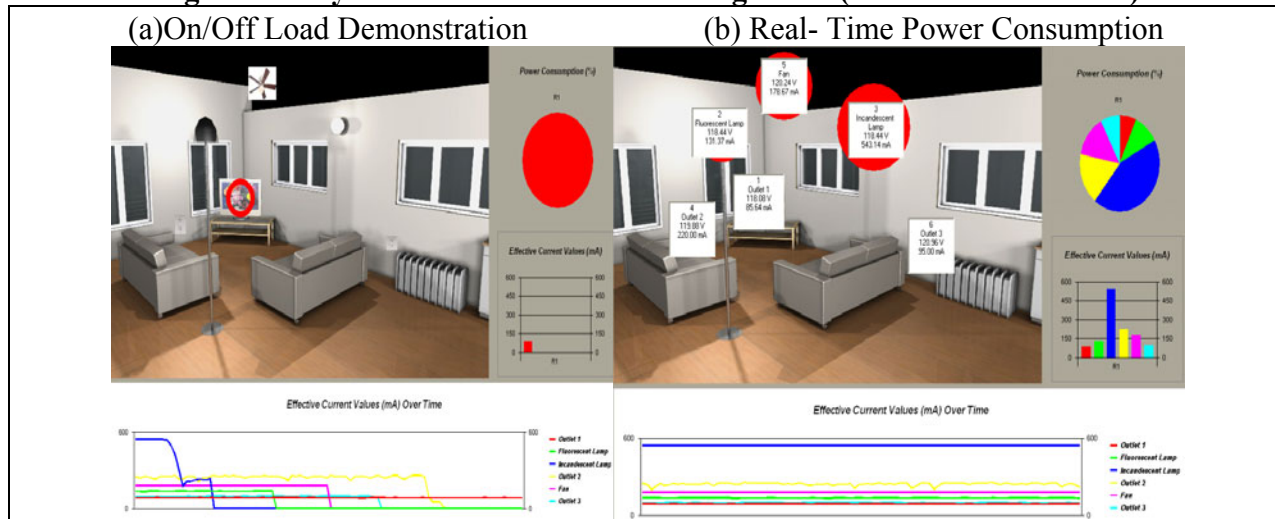 (a)On/Off Load Demonstration
(b) Real- Time Power Consumption
Power Consumption (%)
R1
Effective Current Values (mA)
600
450
300
150
0
600
450
300
150
0
R1
Effective Current Values (mA) Over Time
600
0
600
0
Outlet 1
Fluorescent Lamp
Incandescent Lamp
Outlet 2
Fan
Outlet 3
5
Fan
120.24 V
178.67 mA
2
Fluorescent Lamp
118.44 V
131.37 mA
3
Incandescent
Lamp
118.44 V
543.14 mA
1
Outlet 1
118.08 V
85.64 mA
4
Outlet 2
119.88 V
220.00 mA
6
Outlet 3
120.96 V
95.00 mA
Power Consumption (%)
R1
Effective Current Values (mA)
600
450
300
150
0
600
450
300
150
0
R1
Effective Current Values (mA) Over Time
600
0
600
0
Outlet 1
Fluorescent Lamp
Incandescent Lamp
Outlet 2
Fan
Outlet 3